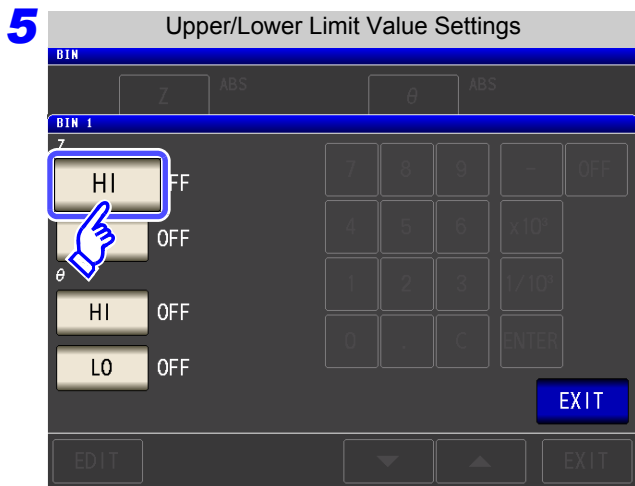 5
Upper/Lower Limit Value Settings
BIN
Z ABS θ ABS
BIN 1
Z
HI FF
7 8 9 - OFF
OFF
4 5 6 x10³
θ
1 2 3 1/10³
HI OFF
0 . C ENTER
LO OFF
EXIT
EDIT ▼ ▲ EXIT